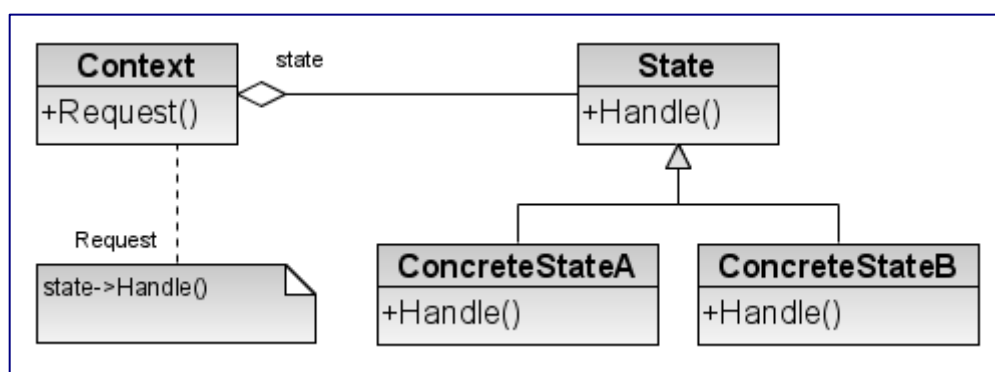 Context
+Request()
state
State
+Handle()
Request
state->Handle()
ConcreteStateA
+Handle()
ConcreteStateB
+Handle()